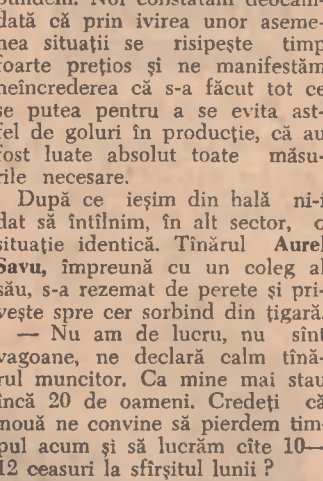 dată că prin ivirea unor aseme-
nea situații se risipește timp
foarte prețios și ne manifestăm
neîncrederea că s-a făcut tot ce
se putea pentru a se evita ast-
fel de goluri în producție, că au
fost luate absolut toate măsu-
rile necesare.
După ce ieșim din hală ni-i
dat să întîlnim, în alt sector, o
situație identică. Tînărul Aurel
Savu, împreună cu un coleg al
său, s-a rezemat de perete și pri-
vește spre cer sorbind din țigară.
— Nu am de lucru, nu sînt
vagoane, ne declară calm tînă-
rul muncitor. Ca mine mai stau
încă 20 de oameni. Credeți că
nouă ne convine să pierdem tim-
pul acum și să lucrăm cîte 10—
12 ceasuri la sfîrșitul lunii ?